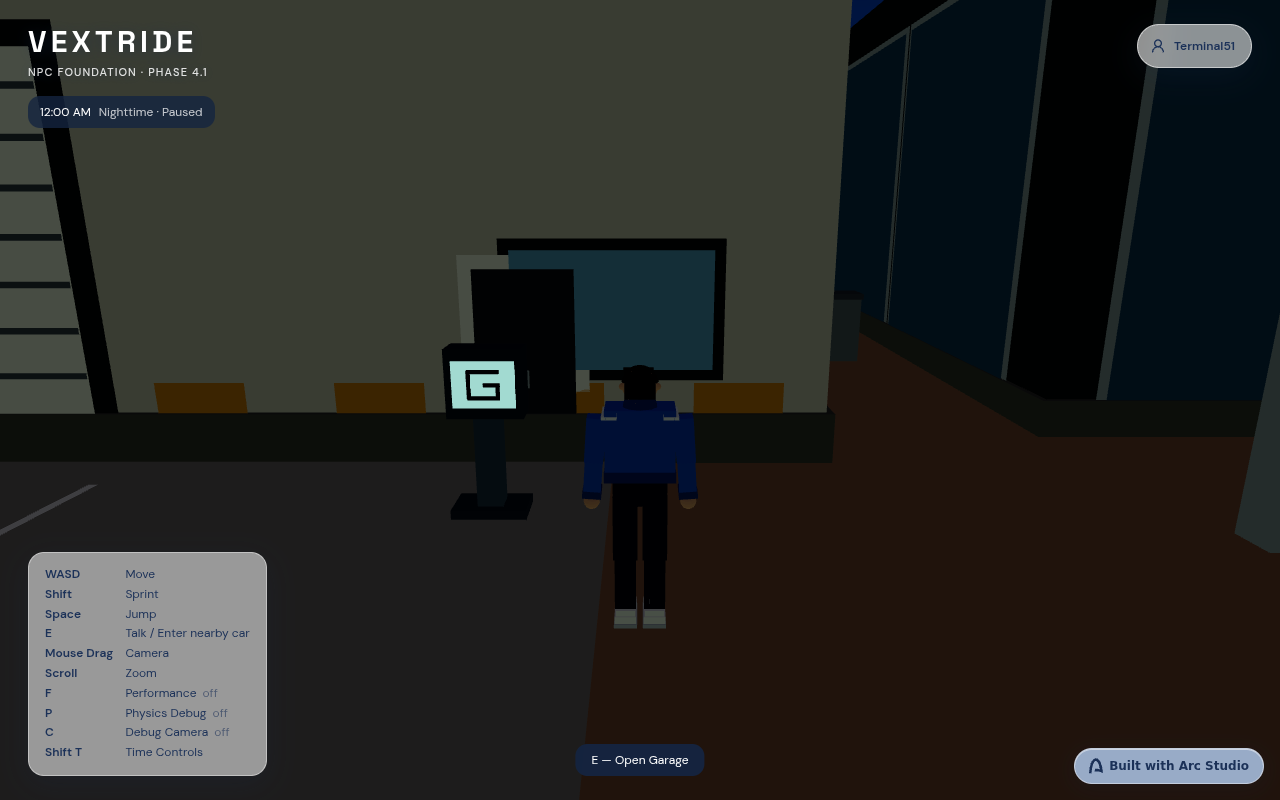 VEXTRIDE
NPC FOUNDATION · PHASE 4.1
12:00 AM Nighttime · Paused
Terminal51
G
WASD Move
Shift Sprint
Space Jump
E Talk / Enter nearby car
Mouse Drag Camera
Scroll Zoom
F Performance off
P Physics Debug off
C Debug Camera off
Shift T Time Controls
E — Open Garage
Built with Arc Studio